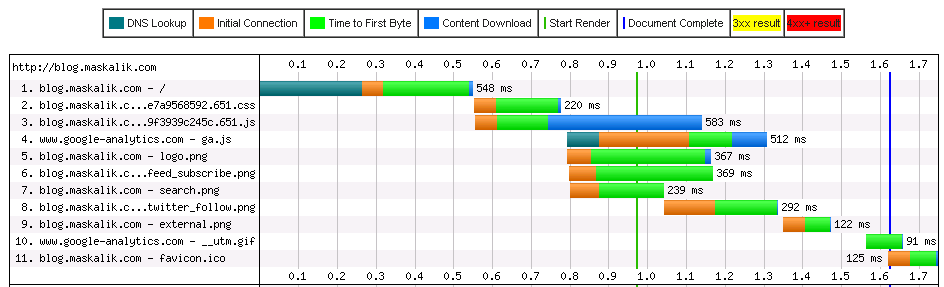 DNS Lookup Initial Connection Time to First Byte Content Download Start Render Document Complete 3xx result 4xx+ result
http://blog.maskalik.com 0.1 0.2 0.3 0.4 0.5 0.6 0.7 0.8 0.9 1.0 1.1 1.2 1.3 1.4 1.5 1.6 1.7
1. blog.maskalik.com - / 548 ms
2. blog.maskalik.c...e7a9568592.651.css 220 ms
3. blog.maskalik.c...9f3939c245c.651.js 583 ms
4. www.google-analytics.com - ga.js 512 ms
5. blog.maskalik.com - logo.png 367 ms
6. blog.maskalik.c...feed_subscribe.png 369 ms
7. blog.maskalik.com - search.png 239 ms
8. blog.maskalik.c...twitter_follow.png 292 ms
9. blog.maskalik.com - external.png 122 ms
10. www.google-analytics.com - __utm.gif 91 ms
11. blog.maskalik.com - favicon.ico 125 ms
0.1 0.2 0.3 0.4 0.5 0.6 0.7 0.8 0.9 1.0 1.1 1.2 1.3 1.4 1.5 1.6 1.7